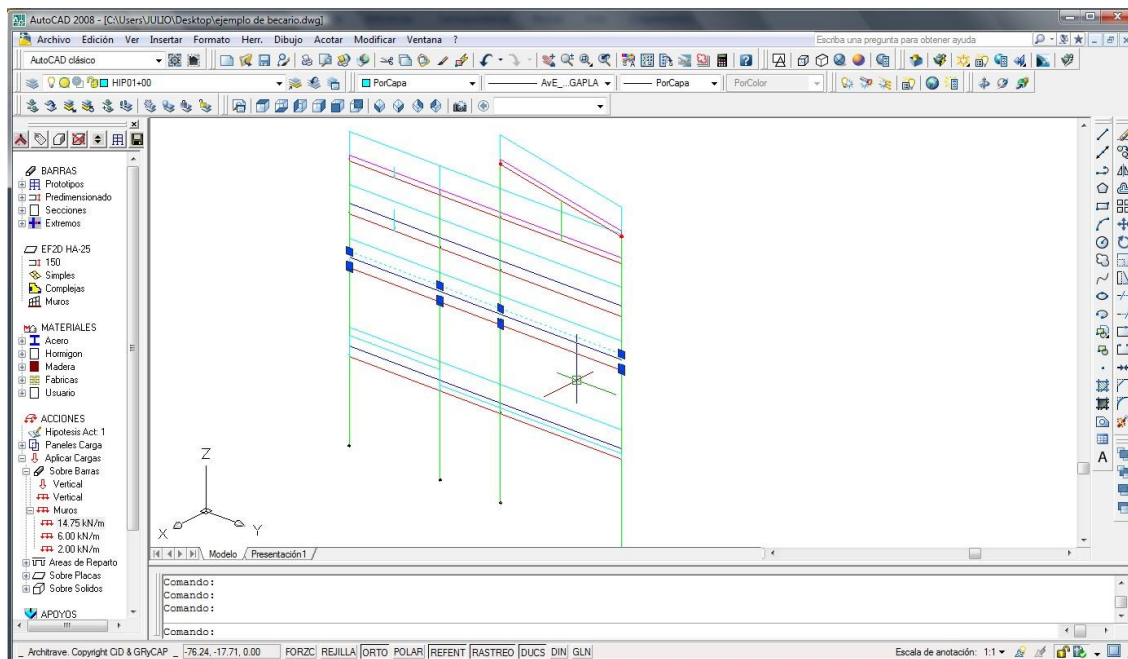 AutoCAD 2008 - [C:\Users\JULIO\Desktop\ejemplo de becario.dwg]
Archivo Edición Ver Insertar Formato Herr. Dibujo Acotar Modificar Ventana ?
Escriba una pregunta para obtener ayuda
AutoCAD clásico
HIP01+00 PorCapa AvE_...GAPLA PorCapa PorColor
BARRAS
Prototipos
Predimensionado
Secciones
Extremos
EF2D HA-25
150
Simples
Complejas
Muros
MATERIALES
Acero
Hormigon
Madera
Fabricas
Usuario
ACCIONES
Hipotesis Act: 1
Paneles Carga
Aplicar Cargas
Sobre Barras
Vertical
Vertical
Muros
14.75 kN/m
6.00 kN/m
2.00 kN/m
Areas de Reparto
Sobre Placas
Sobre Solidos
APOYOS
Z
X
Y
A
Modelo Presentación1
Comando:
Comando:
Comando:
Comando:
_ Architrave. Copyright CiD & GRyCAP _ -76.24, -17.71, 0.00 FORZC REJILLA ORTO POLAR REFENT RASTREO DUCS DIN GLN Escala de anotación: 1:1